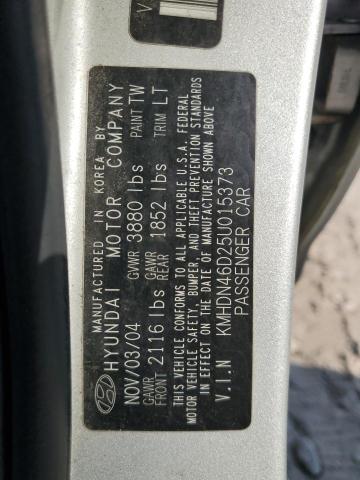 MANUFACTURED IN KOREA BY
HYUNDAI MOTOR COMPANY
NOV/03/04 GVWR 3880 lbs PAINT TW
GAWR FRONT 2116 lbs GAWR REAR 1852 lbs TRIM LT
THIS VEHICLE CONFORMS TO ALL APPLICABLE U.S.A. FEDERAL
MOTOR VEHICLE SAFETY, BUMPER, AND THEFT PREVENTION STANDARDS
IN EFFECT ON THE DATE OF MANUFACTURE SHOWN ABOVE
V.I.N KMHDN46D25U015373
PASSENGER CAR
V